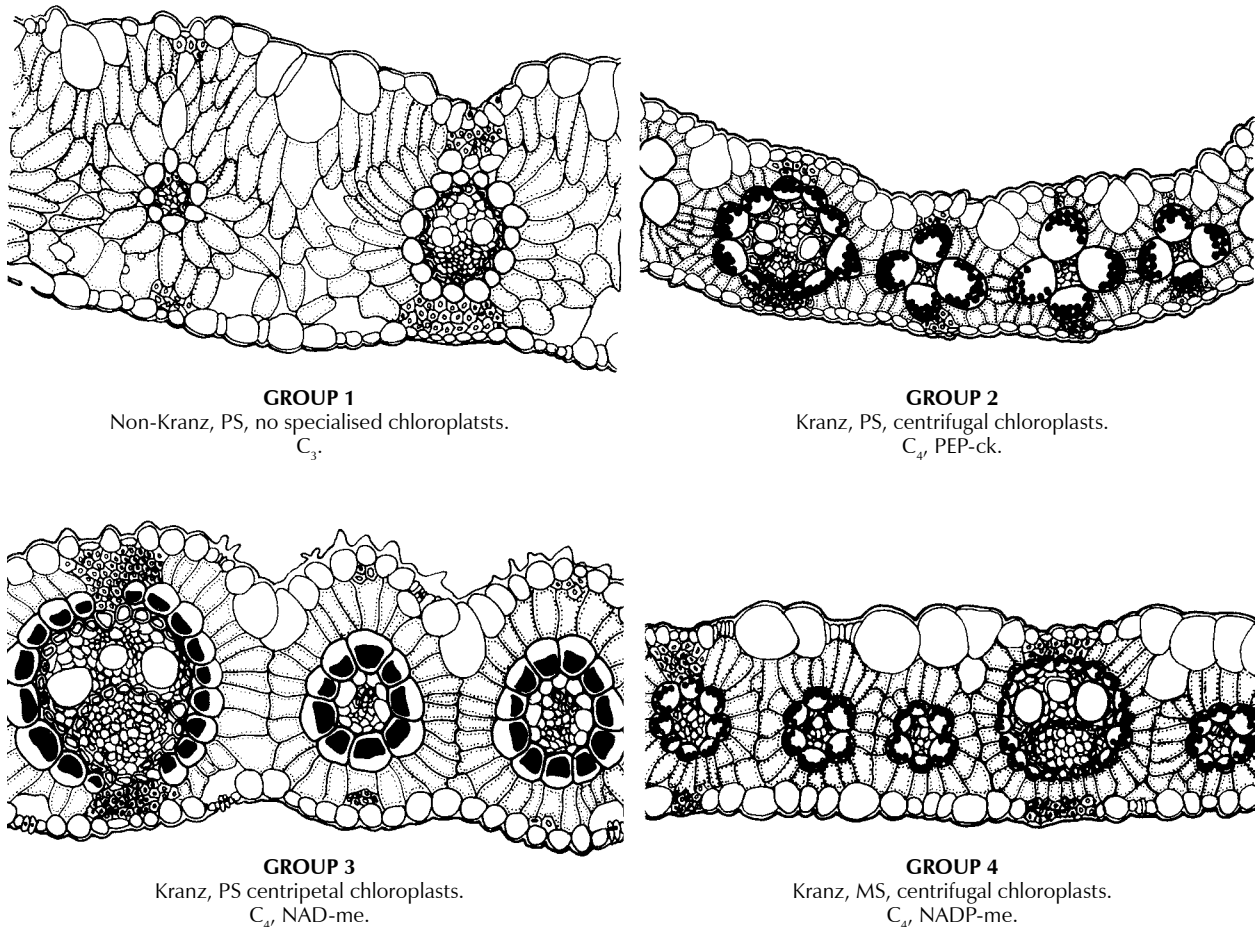 GROUP 1
Non-Kranz, PS, no specialised chloroplatsts.
C₃.
GROUP 2
Kranz, PS, centrifugal chloroplasts.
C₄, PEP-ck.
GROUP 3
Kranz, PS centripetal chloroplasts.
C₄, NAD-me.
GROUP 4
Kranz, MS, centrifugal chloroplasts.
C₄, NADP-me.